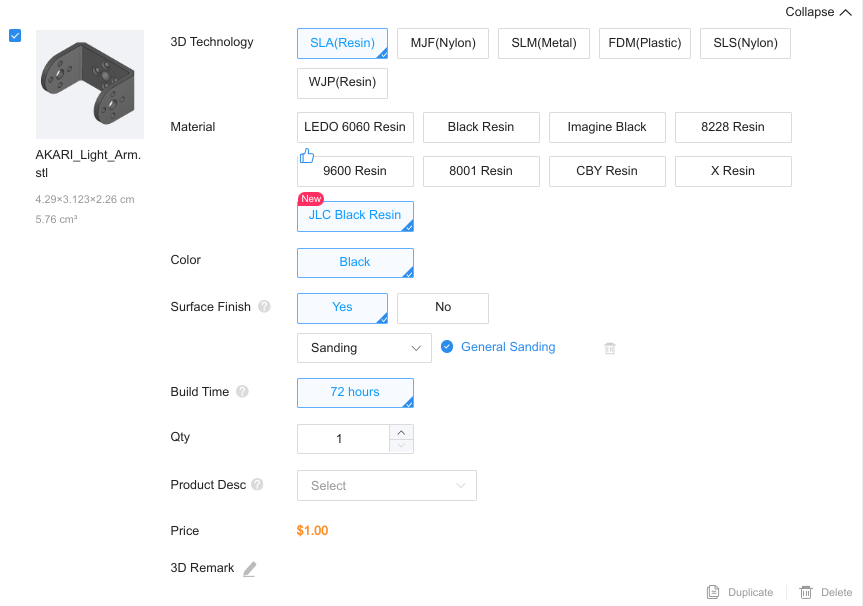 Collapse
3D Technology
SLA(Resin)
MJF(Nylon)
SLM(Metal)
FDM(Plastic)
SLS(Nylon)
WJP(Resin)
AKARI_Light_Arm.
stl
4.29×3.123×2.26 cm
5.76 cm³
Material
LEDO 6060 Resin
Black Resin
Imagine Black
8228 Resin
9600 Resin
8001 Resin
CBY Resin
X Resin
New
JLC Black Resin
Color
Black
Surface Finish ?
Yes
No
Sanding
General Sanding
Build Time ?
72 hours
Qty
1
Product Desc ?
Select
Price
$1.00
3D Remark
Duplicate
Delete